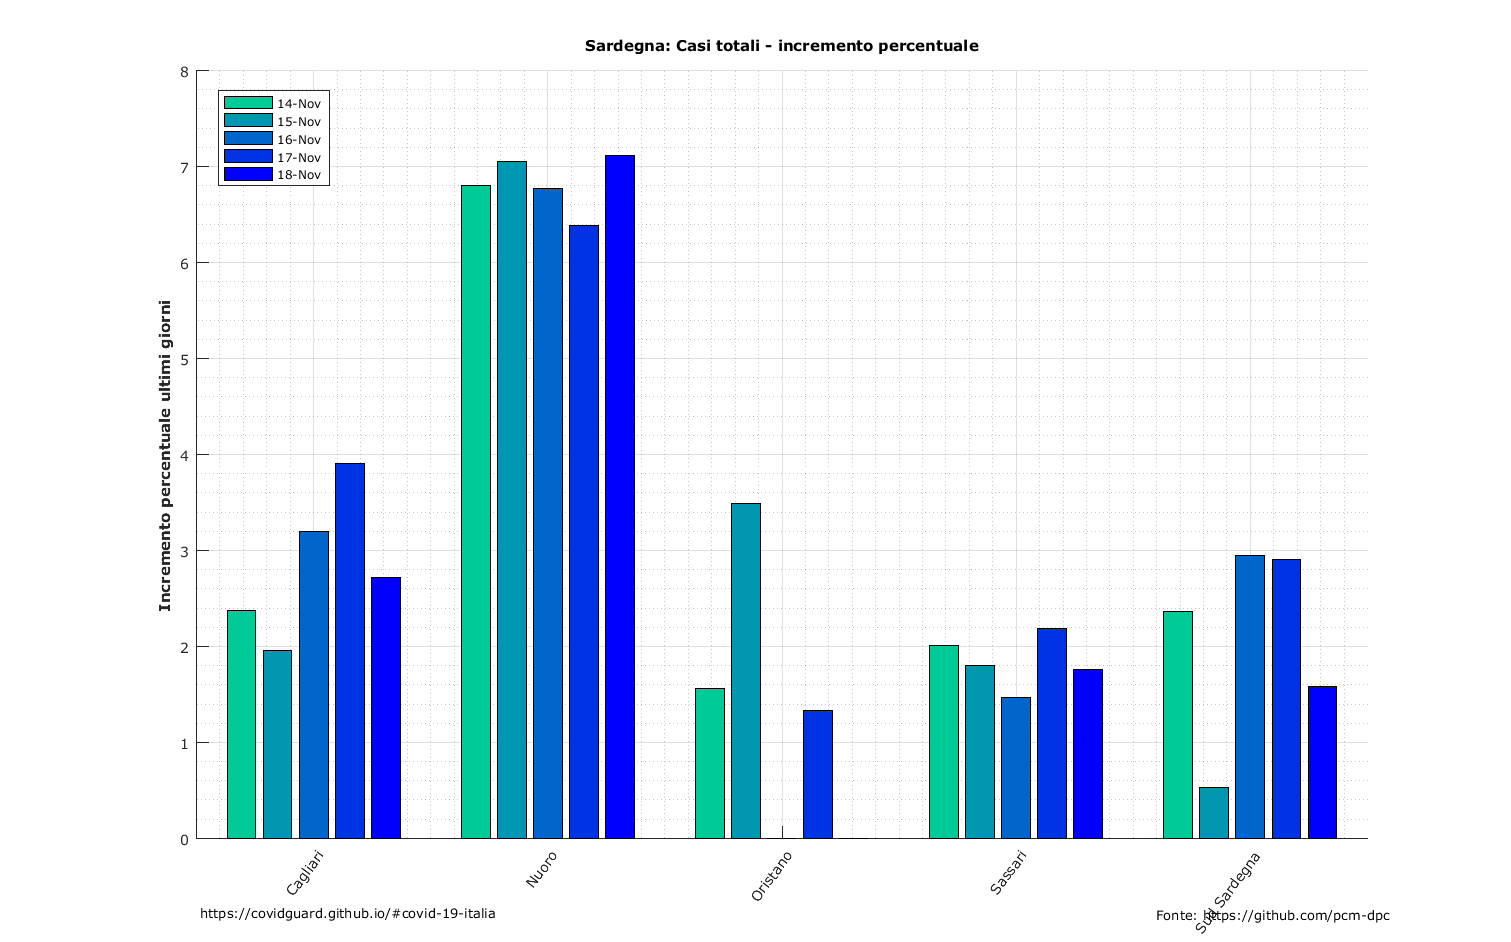 Sardegna: Casi totali - incremento percentuale
8
7
6
5
4
3
2
1
0
Incremento percentuale ultimi giorni
14-Nov
15-Nov
16-Nov
17-Nov
18-Nov
Cagliari
Nuoro
Oristano
Sassari
Sud Sardegna
https://covidguard.github.io/#covid-19-italia
Fonte: https://github.com/pcm-dpc